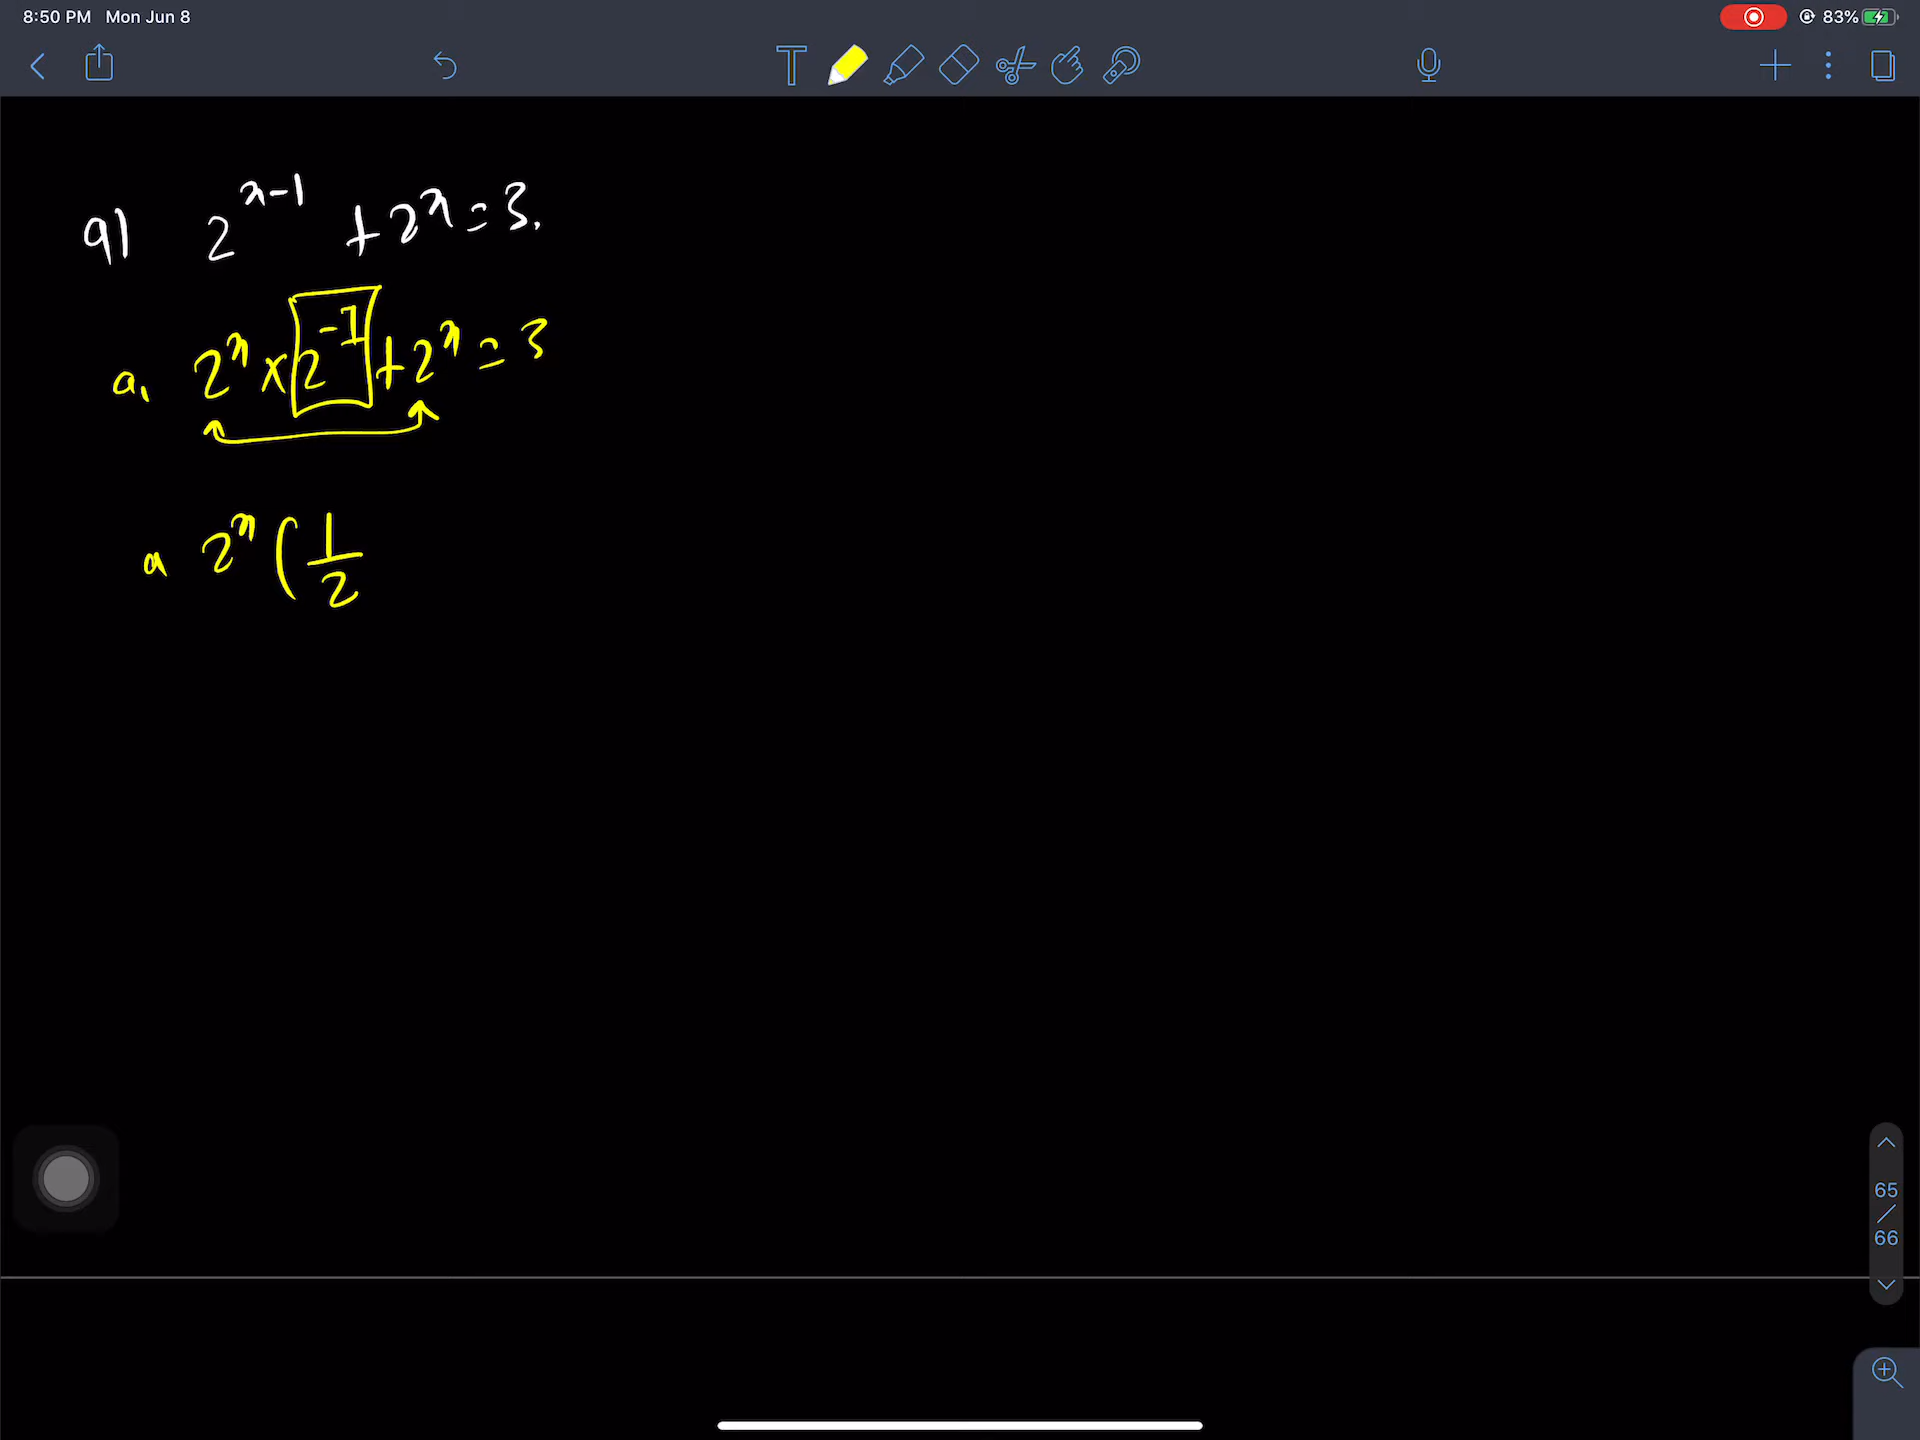 8:50 PM Mon Jun 8
83%
T
9) 2^{x-1} + 2^x = 3.
a, 2^x × 2^{-1} + 2^x = 3
a 2^x ( 1/2
65
/
66